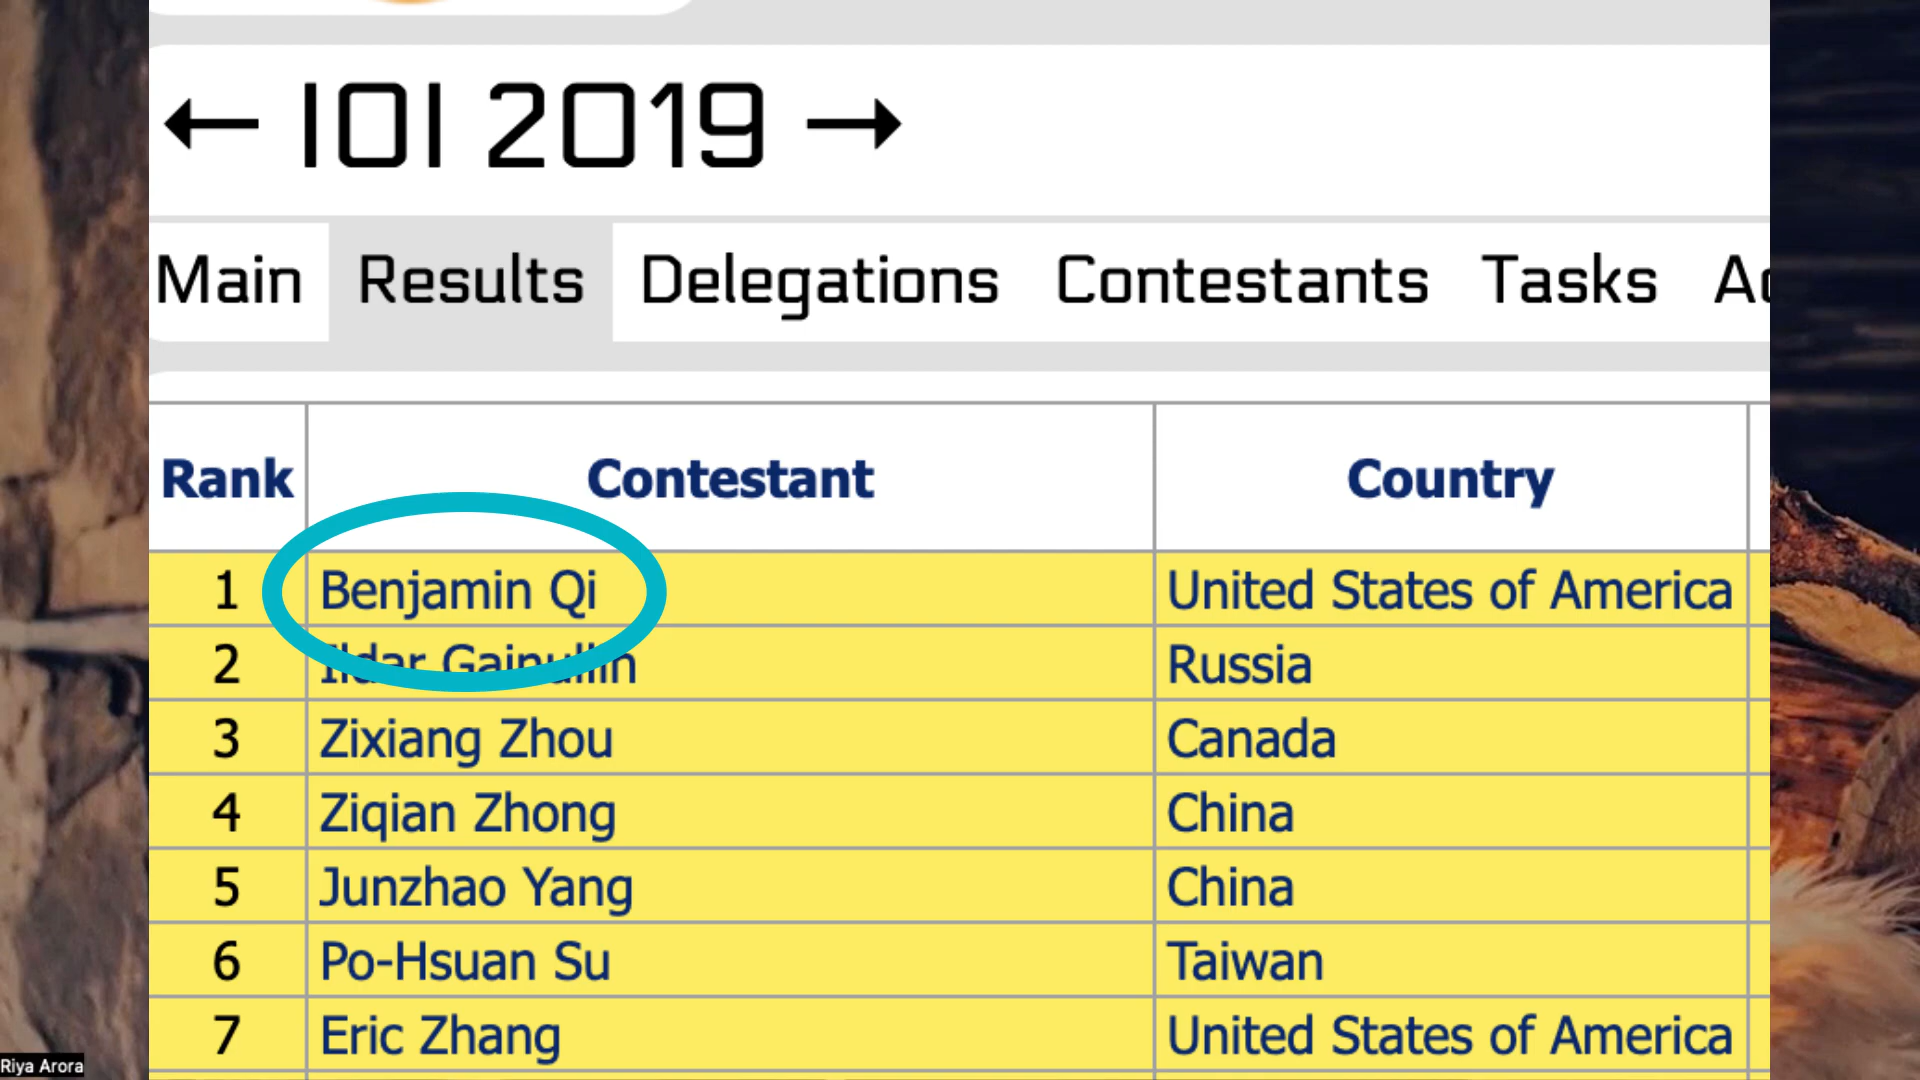 ← IOI 2019 →
Main Results Delegations Contestants Tasks
Rank Contestant Country
1 Benjamin Qi United States of America
2 Ildar Gainullin Russia
3 Zixiang Zhou Canada
4 Ziqian Zhong China
5 Junzhao Yang China
6 Po-Hsuan Su Taiwan
7 Eric Zhang United States of America
Riya Arora